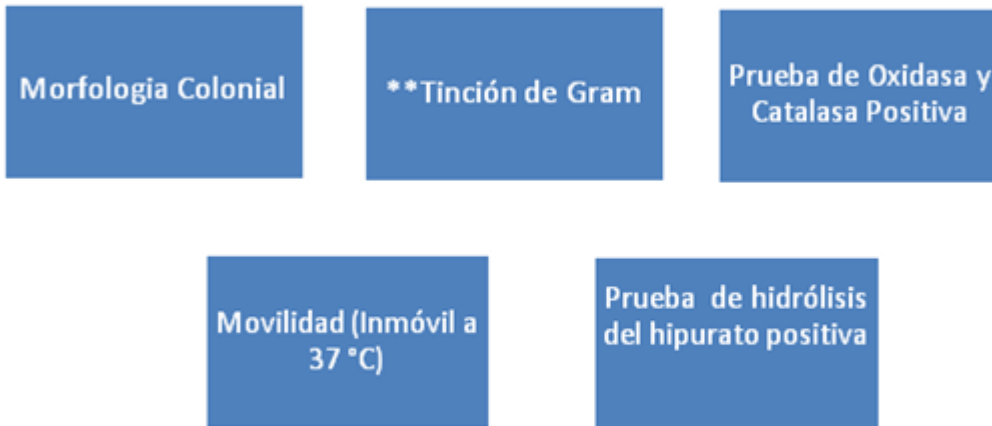 Morfologia Colonial
**Tinción de Gram
Prueba de Oxidasa y
Catalasa Positiva
Movilidad (Inmóvil a
37 °C)
Prueba de hidrólisis
del hipurato positiva